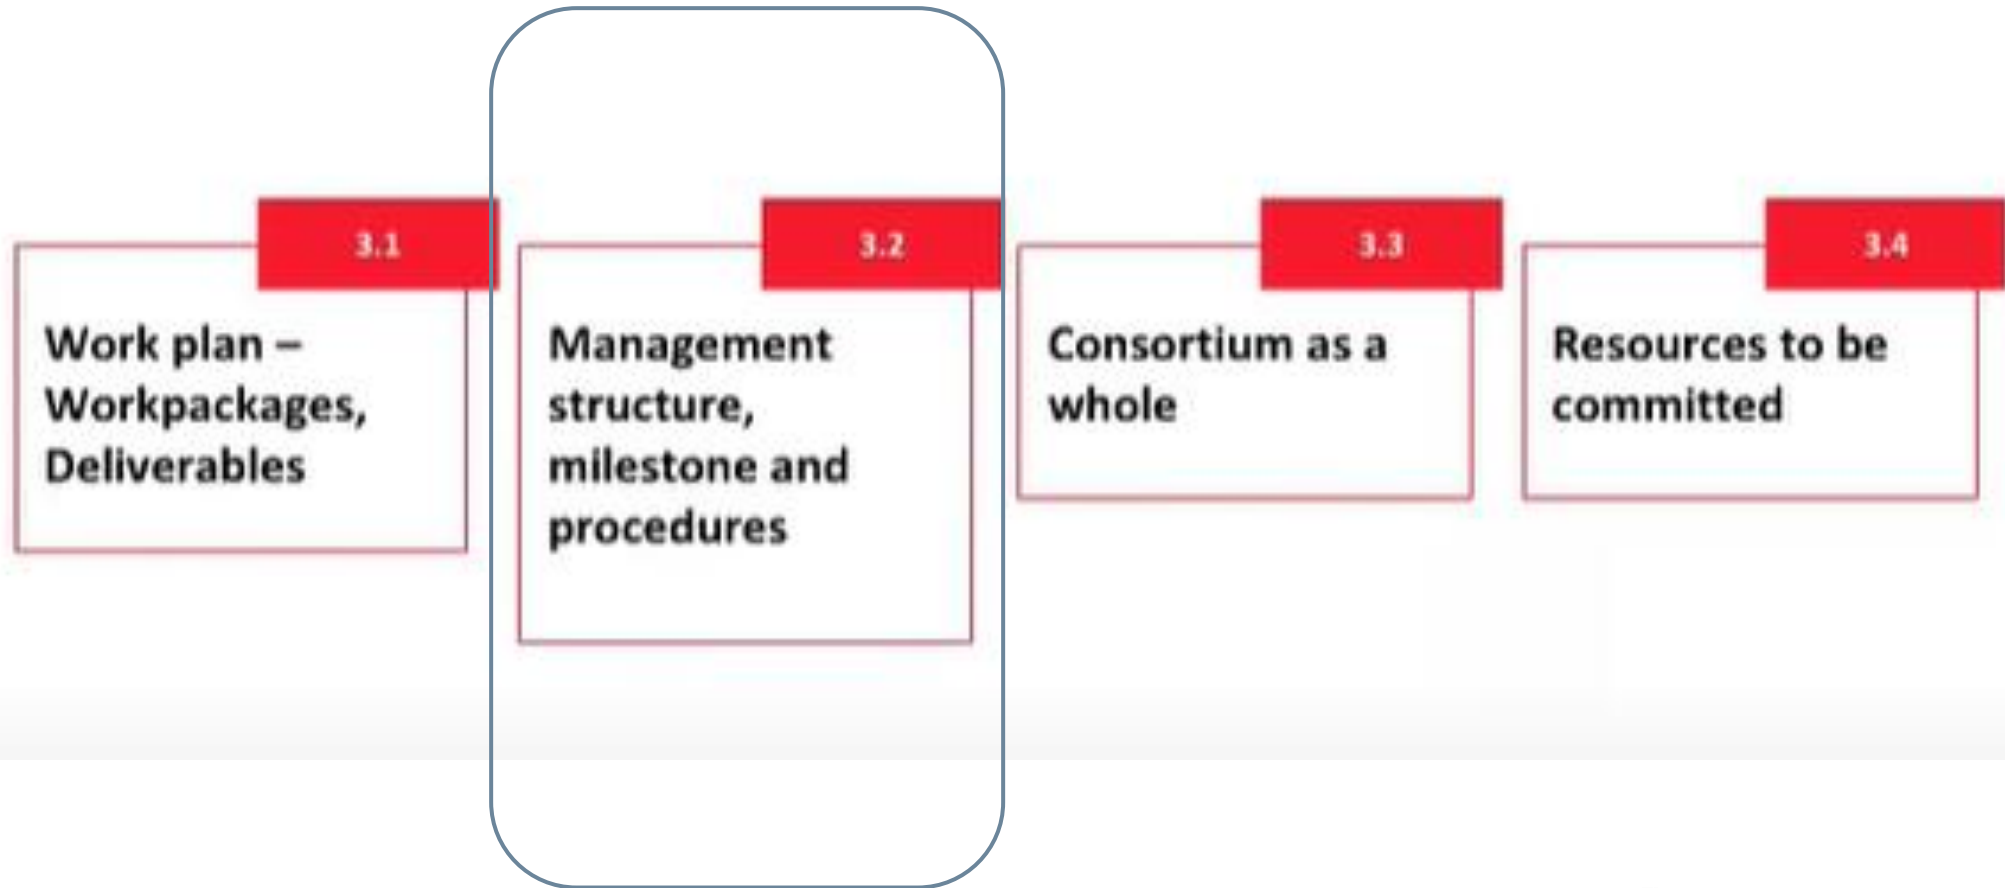 3.1
Work plan –
Workpackages,
Deliverables
3.2
Management
structure,
milestone and
procedures
3.3
Consortium as a
whole
3.4
Resources to be
committed